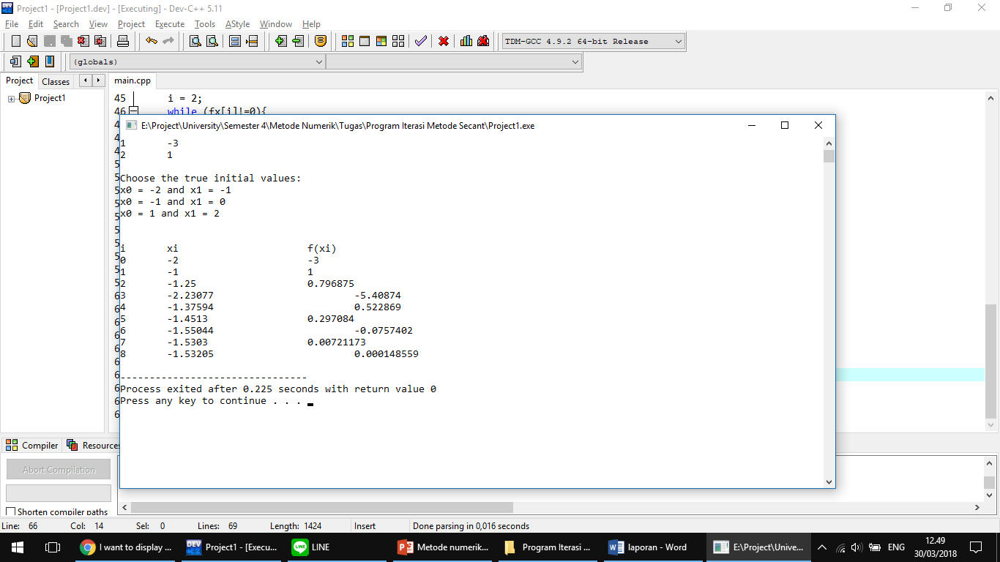 Project1 - [Project1.dev] - [Executing] - Dev-C++ 5.11
File Edit Search View Project Execute Tools AStyle Window Help
TDM-GCC 4.9.2 64-bit Release
(globals)
Project Classes main.cpp
Project1
45 i = 2;
46 while (fx[i]!=0){
E:\Project\University\Semester 4\Metode Numerik\Tugas\Program Iterasi Metode Secant\Project1.exe
1 -3
2 1
Choose the true initial values:
x0 = -2 and x1 = -1
x0 = -1 and x1 = 0
x0 = 1 and x1 = 2
i xi f(xi)
0 -2 -3
1 -1 1
2 -1.25 0.796875
3 -2.23077 -5.40874
4 -1.37594 0.522869
5 -1.4513 0.297084
6 -1.55044 -0.0757402
7 -1.5303 0.00721173
8 -1.53205 0.000148559
--------------------------------
Process exited after 0.225 seconds with return value 0
Press any key to continue . . .
Compiler Resources
Abort Compilation
Shorten compiler paths
Line: 66 Col: 14 Sel: 0 Lines: 69 Length: 1424 Insert Done parsing in 0,016 seconds
I want to display ... Project1 - [Execu... LINE Metode numerik... Program Iterasi ... laporan - Word E:\Project\Unive... ENG 12.49
30/03/2018